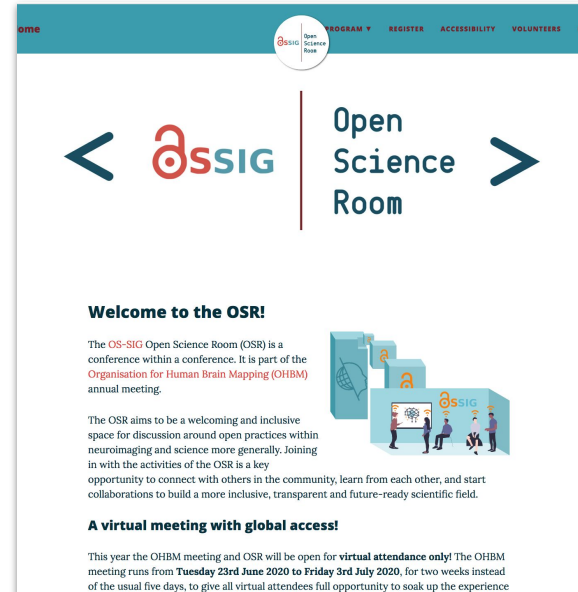 ome
PROGRAM ▼ REGISTER ACCESSIBILITY VOLUNTEERS
OSSIG Open
Science
Room
< OSSIG Open
Science
Room >
Welcome to the OSR!
The OS-SIG Open Science Room (OSR) is a
conference within a conference. It is part of the
Organisation for Human Brain Mapping (OHBM)
annual meeting.
OSSIG
The OSR aims to be a welcoming and inclusive
space for discussion around open practices within
neuroimaging and science more generally. Joining
in with the activities of the OSR is a key
opportunity to connect with others in the community, learn from each other, and start
collaborations to build a more inclusive, transparent and future-ready scientific field.
A virtual meeting with global access!
This year the OHBM meeting and OSR will be open for virtual attendance only! The OHBM
meeting runs from Tuesday 23rd June 2020 to Friday 3rd July 2020, for two weeks instead
of the usual five days, to give all virtual attendees full opportunity to soak up the experience